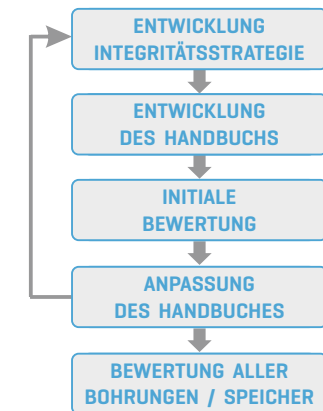 ENTWICKLUNG
INTEGRITÄTSSTRATEGIE
ENTWICKLUNG
DES HANDBUCHS
INITIALE
BEWERTUNG
ANPASSUNG
DES HANDBUCHES
BEWERTUNG ALLER
BOHRUNGEN / SPEICHER